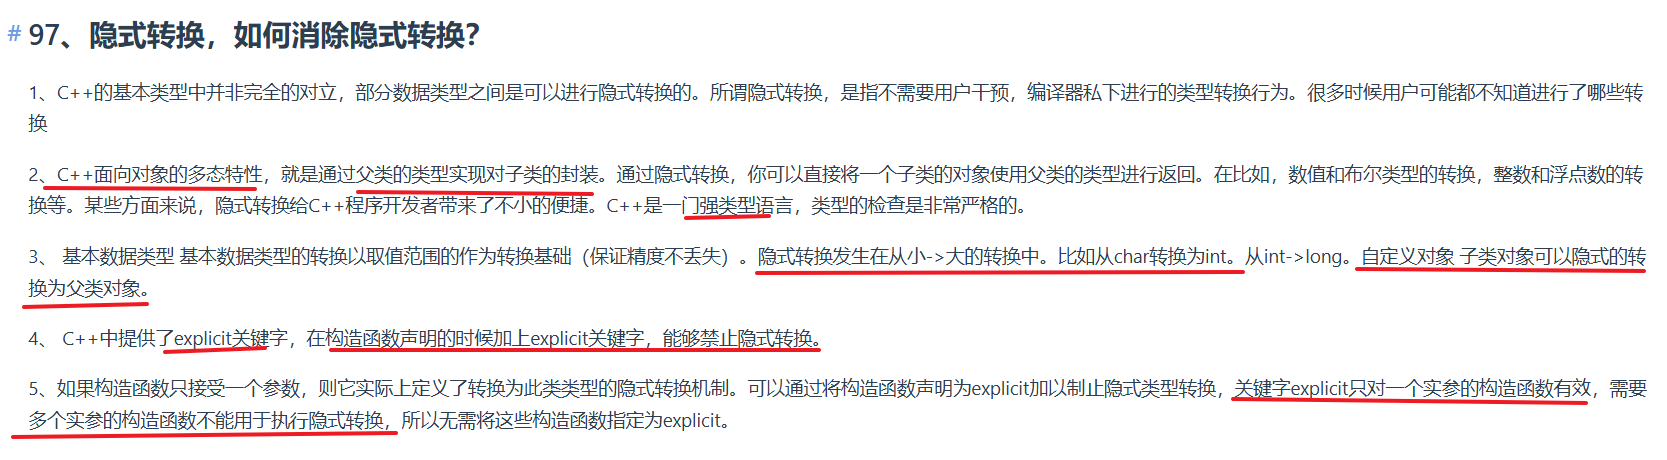 # 97、隐式转换，如何消除隐式转换？
1、C++的基本类型中并非完全的对立，部分数据类型之间是可以进行隐式转换的。所谓隐式转换，是指不需要用户干预，编译器私下进行的类型转换行为。很多时候用户可能都不知道进行了哪些转
换
2、C++面向对象的多态特性，就是通过父类的类型实现对子类的封装。通过隐式转换，你可以直接将一个子类的对象使用父类的类型进行返回。在比如，数值和布尔类型的转换，整数和浮点数的转
换等。某些方面来说，隐式转换给C++程序开发者带来了不小的便捷。C++是一门强类型语言，类型的检查是非常严格的。
3、 基本数据类型 基本数据类型的转换以取值范围的作为转换基础（保证精度不丢失）。隐式转换发生在从小->大的转换中。比如从char转换为int。从int->long。自定义对象 子类对象可以隐式的转
换为父类对象。
4、 C++中提供了explicit关键字，在构造函数声明的时候加上explicit关键字，能够禁止隐式转换。
5、如果构造函数只接受一个参数，则它实际上定义了转换为此类类型的隐式转换机制。可以通过将构造函数声明为explicit加以制止隐式类型转换，关键字explicit只对一个实参的构造函数有效，需要
多个实参的构造函数不能用于执行隐式转换，所以无需将这些构造函数指定为explicit。